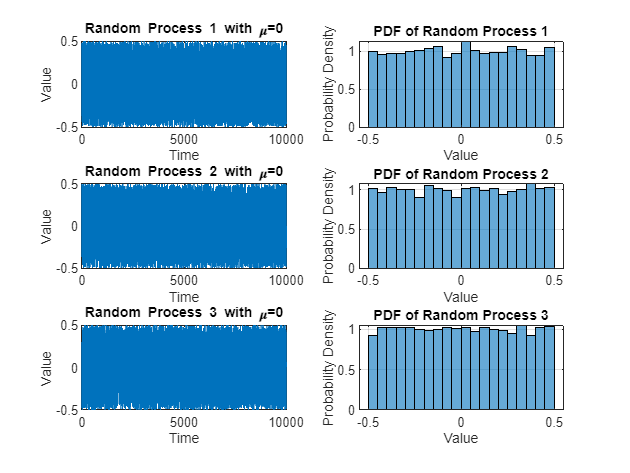 Random Process 1 with μ=0
0.5
0
-0.5
Value
0 5000 10000
Time
PDF of Random Process 1
1
0.5
0
Probability Density
-0.5 0 0.5
Value
Random Process 2 with μ=0
0.5
0
-0.5
Value
0 5000 10000
Time
PDF of Random Process 2
1
0.5
0
Probability Density
-0.5 0 0.5
Value
Random Process 3 with μ=0
0.5
0
-0.5
Value
0 5000 10000
Time
PDF of Random Process 3
1
0.5
0
Probability Density
-0.5 0 0.5
Value